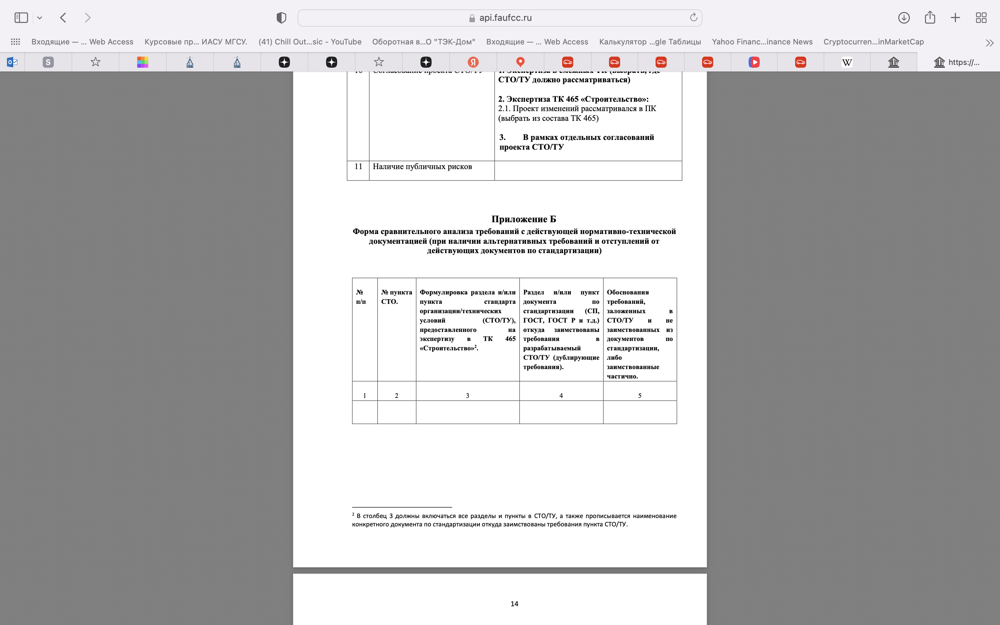 api.faufcc.ru
Входящие — ... Web Access
Курсовые пр... ИАСУ МГСУ.
(41) Chill Out...sic - YouTube
Оборотная в...О "ТЭК-Дом"
Входящие — ... Web Access
Калькулятор ...gle Таблицы
Yahoo Financ...inance News
Cryptocurren...inMarketCap
S
Я
W
https://...
10 Согласование проекта СТО/ТУ
1. Экспертиза в смежных ТК (выбрать, где
СТО/ТУ должно рассматриваться)
2. Экспертиза ТК 465 «Строительство»:
2.1. Проект изменений рассматривался в ПК
(выбрать из состава ТК 465)
3. В рамках отдельных согласований
проекта СТО/ТУ
11 Наличие публичных рисков
Приложение Б
Форма сравнительного анализа требований с действующей нормативно-технической
документацией (при наличии альтернативных требований и отступлений от
действующих документов по стандартизации)
№
п/п
№ пункта
СТО.
Формулировка раздела и/или
пункта стандарта
организации/технических
условий (СТО/ТУ),
предоставленного на
экспертизу в ТК 465
«Строительство»².
Раздел и/или пункт
документа по
стандартизации (СП,
ГОСТ, ГОСТ Р и т.д.)
откуда заимствованы
требования в
разрабатываемый
СТО/ТУ (дублирующие
требования).
Обоснования
требований,
заложенных в
СТО/ТУ и не
заимствованных из
документов по
стандартизации,
либо
заимствованные
частично.
1 2 3 4 5
² В столбец 3 должны включаться все разделы и пункты в СТО/ТУ, а также прописывается наименование
конкретного документа по стандартизации откуда заимствованы требования пункта СТО/ТУ.
14